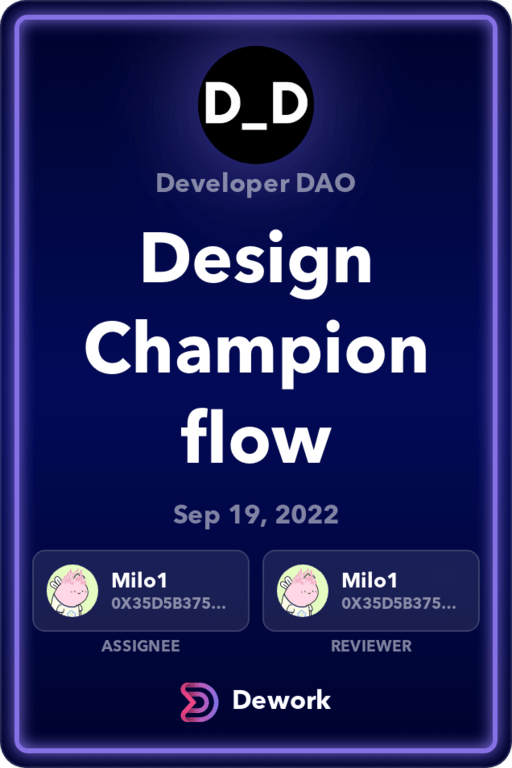 D_D
Developer DAO
Design
Champion
flow
Sep 19, 2022
Milo1
0X35D5B375...
ASSIGNEE
Milo1
0X35D5B375...
REVIEWER
Dework